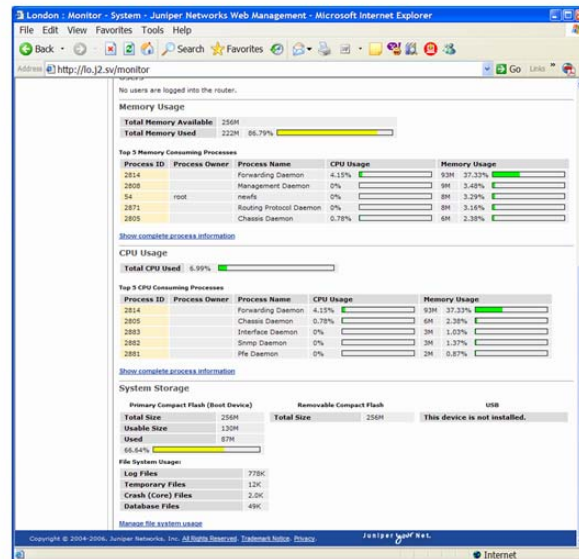 London : Monitor - System - Juniper Networks Web Management - Microsoft Internet Explorer
File Edit View Favorites Tools Help
Back Search Favorites
Address http://lo.j2.sv/monitor Go Links »
Users
No users are logged into the router.
Memory Usage
Total Memory Available 256M
Total Memory Used 222M 86.79%
Top 5 Memory Consuming Processes
Process ID Process Owner Process Name CPU Usage Memory Usage
2814 Forwarding Daemon 4.15% 93M 37.33%
2808 Management Daemon 0% 9M 3.48%
54 root newfs 0% 8M 3.29%
2871 Routing Protocol Daemon 0% 8M 3.16%
2805 Chassis Daemon 0.78% 6M 2.38%
Show complete process information
CPU Usage
Total CPU Used 6.99%
Top 5 CPU Consuming Processes
Process ID Process Owner Process Name CPU Usage Memory Usage
2814 Forwarding Daemon 4.15% 93M 37.33%
2805 Chassis Daemon 0.78% 6M 2.38%
2883 Interface Daemon 0% 3M 1.03%
2882 Snmp Daemon 0% 3M 1.37%
2881 Pfe Daemon 0% 2M 0.87%
Show complete process information
System Storage
Primary Compact Flash (Boot Device) Removable Compact Flash USB
Total Size 256M Total Size 256M This device is not installed.
Usable Size 130M
Used 87M
66.64%
File System Usage:
Log Files 778K
Temporary Files 12K
Crash (Core) Files 2.0K
Database Files 49K
Manage file system usage
Copyright © 2004-2006, Juniper Networks, Inc. All Rights Reserved. Trademark Notice. Privacy. Juniper your Net.
Internet